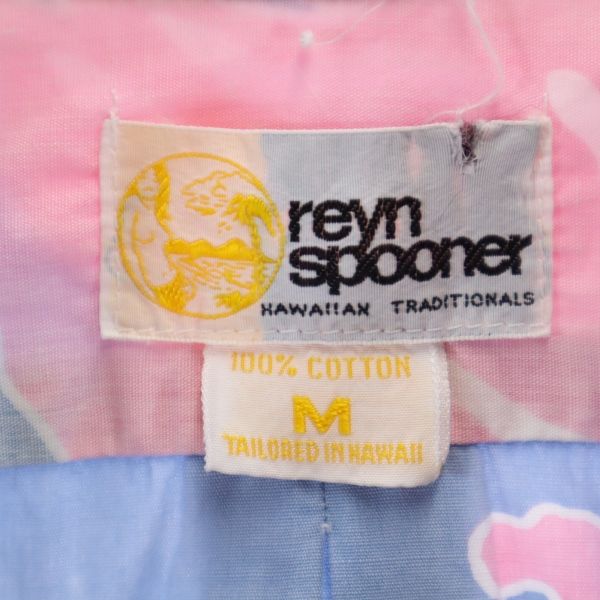 reyn
spooner
HAWAIIAN TRADITIONALS
100% COTTON
M
TAILORED IN HAWAII